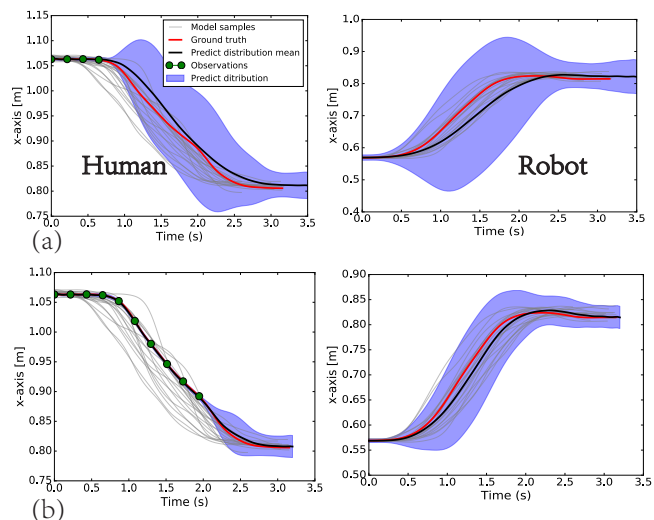 1.10
1.05
1.00
0.95
0.90
0.85
0.80
0.75
x-axis [m]
Model samples
Ground truth
Predict distribution mean
Observations
Predict ditribution
Human
0.0 0.5 1.0 1.5 2.0 2.5 3.0 3.5
Time (s)
(a)
1.0
0.9
0.8
0.7
0.6
0.5
0.4
x-axis [m]
Robot
0.0 0.5 1.0 1.5 2.0 2.5 3.0 3.5
Time (s)
1.10
1.05
1.00
0.95
0.90
0.85
0.80
0.75
x-axis [m]
0.0 0.5 1.0 1.5 2.0 2.5 3.0 3.5
Time (s)
(b)
0.90
0.85
0.80
0.75
0.70
0.65
0.60
0.55
0.50
x-axis [m]
0.0 0.5 1.0 1.5 2.0 2.5 3.0 3.5
Time (s)